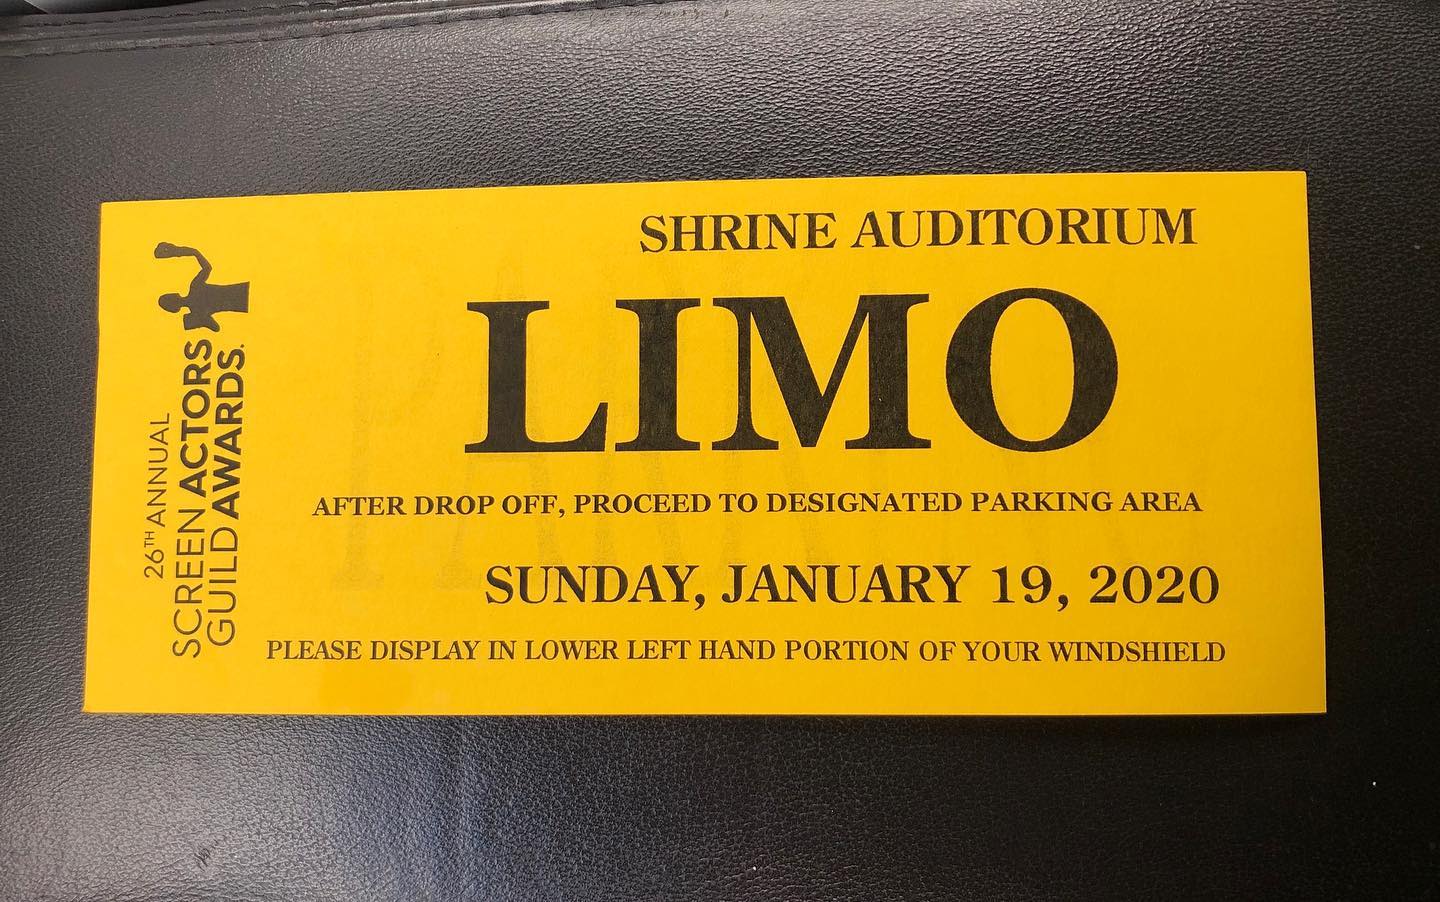 26TH ANNUAL
SCREEN ACTORS
GUILD AWARDS.
SHRINE AUDITORIUM
LIMO
AFTER DROP OFF, PROCEED TO DESIGNATED PARKING AREA
SUNDAY, JANUARY 19, 2020
PLEASE DISPLAY IN LOWER LEFT HAND PORTION OF YOUR WINDSHIELD